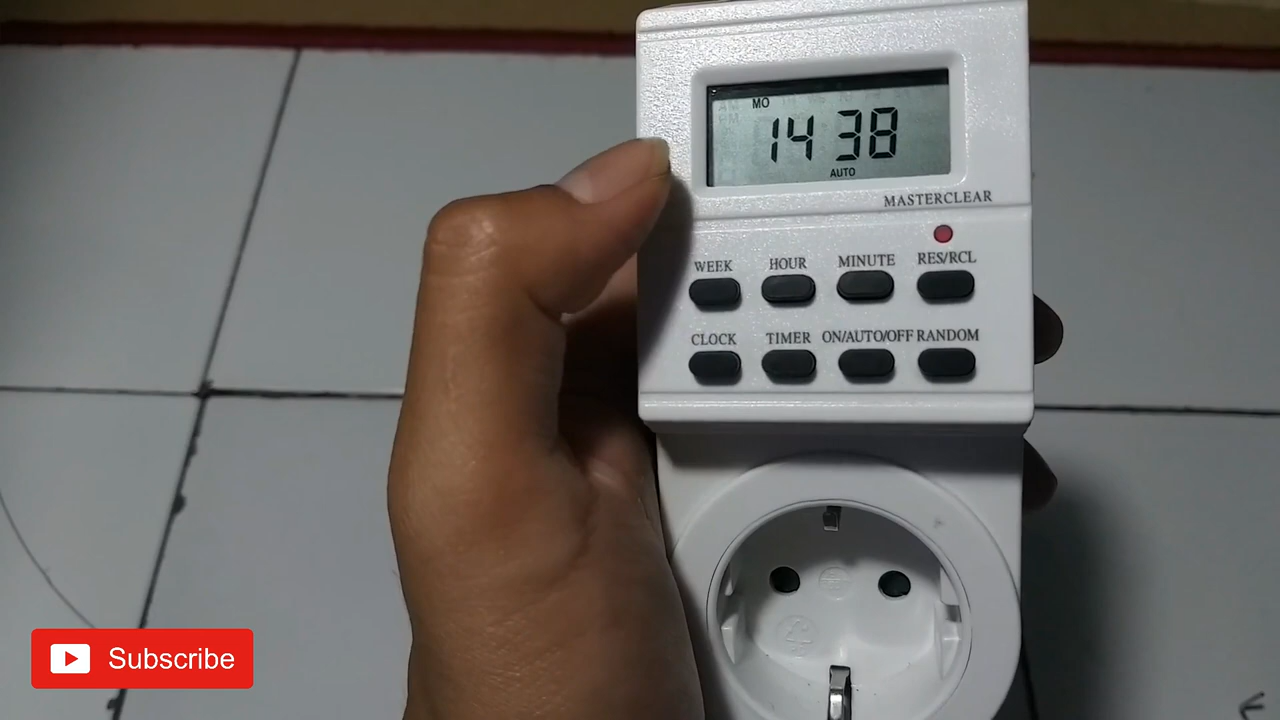 MO
14 38
AUTO
MASTERCLEAR
WEEK HOUR MINUTE RES/RCL
CLOCK TIMER ON/AUTO/OFF RANDOM
Subscribe